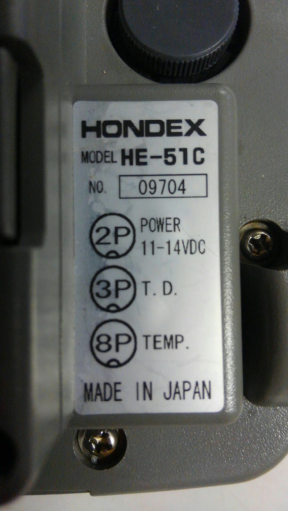 HONDEX
MODEL HE-51C
NO. 09704
2P POWER
11-14VDC
3P T.D.
8P TEMP.
MADE IN JAPAN